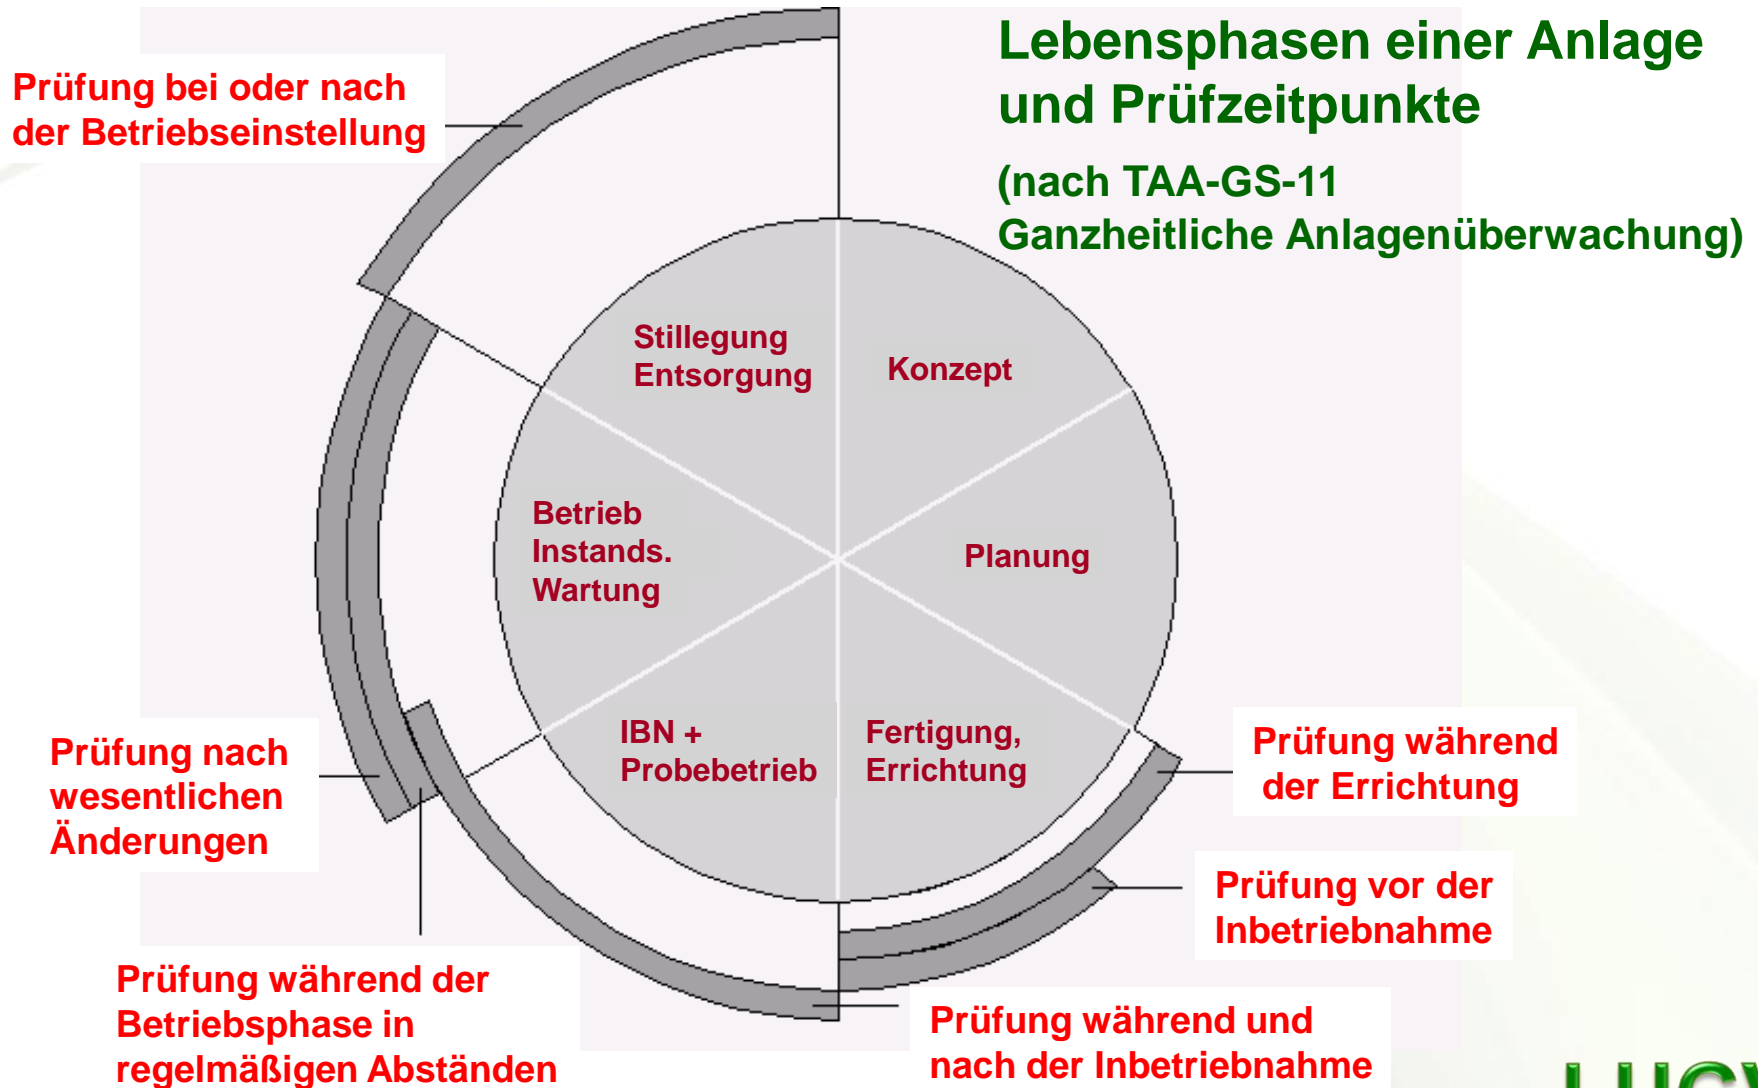 Lebensphasen einer Anlage
und Prüfzeitpunkte
(nach TAA-GS-11
Ganzheitliche Anlagenüberwachung)
Prüfung bei oder nach
der Betriebseinstellung
Stillegung
Entsorgung
Konzept
Betrieb
Instands.
Wartung
Planung
IBN +
Probebetrieb
Fertigung,
Errichtung
Prüfung nach
wesentlichen
Änderungen
Prüfung während
der Errichtung
Prüfung vor der
Inbetriebnahme
Prüfung während der
Betriebsphase in
regelmäßigen Abständen
Prüfung während und
nach der Inbetriebnahme